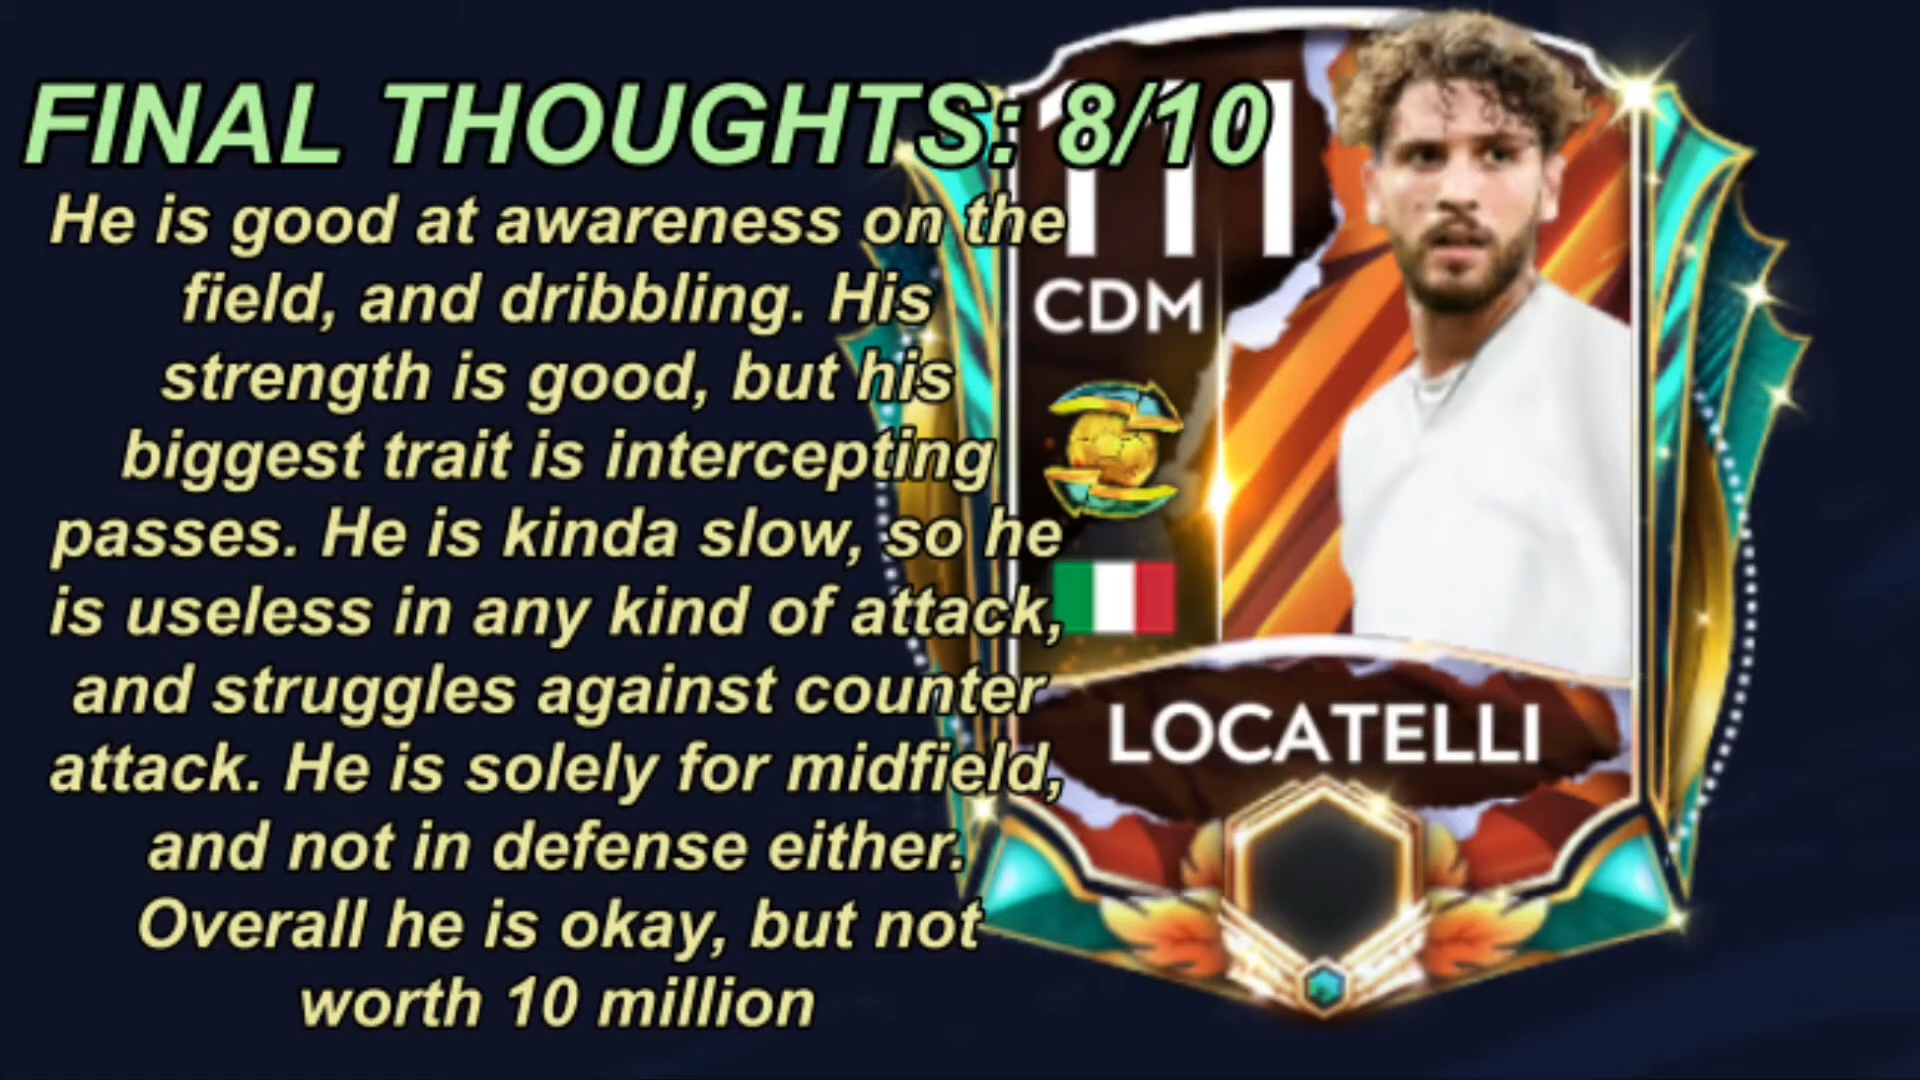 FINAL THOUGHTS: 8/10
He is good at awareness on the
field, and dribbling. His
strength is good, but his
biggest trait is intercepting
passes. He is kinda slow, so he
is useless in any kind of attack,
and struggles against counter
attack. He is solely for midfield,
and not in defense either.
Overall he is okay, but not
worth 10 million
111
CDM
LOCATELLI